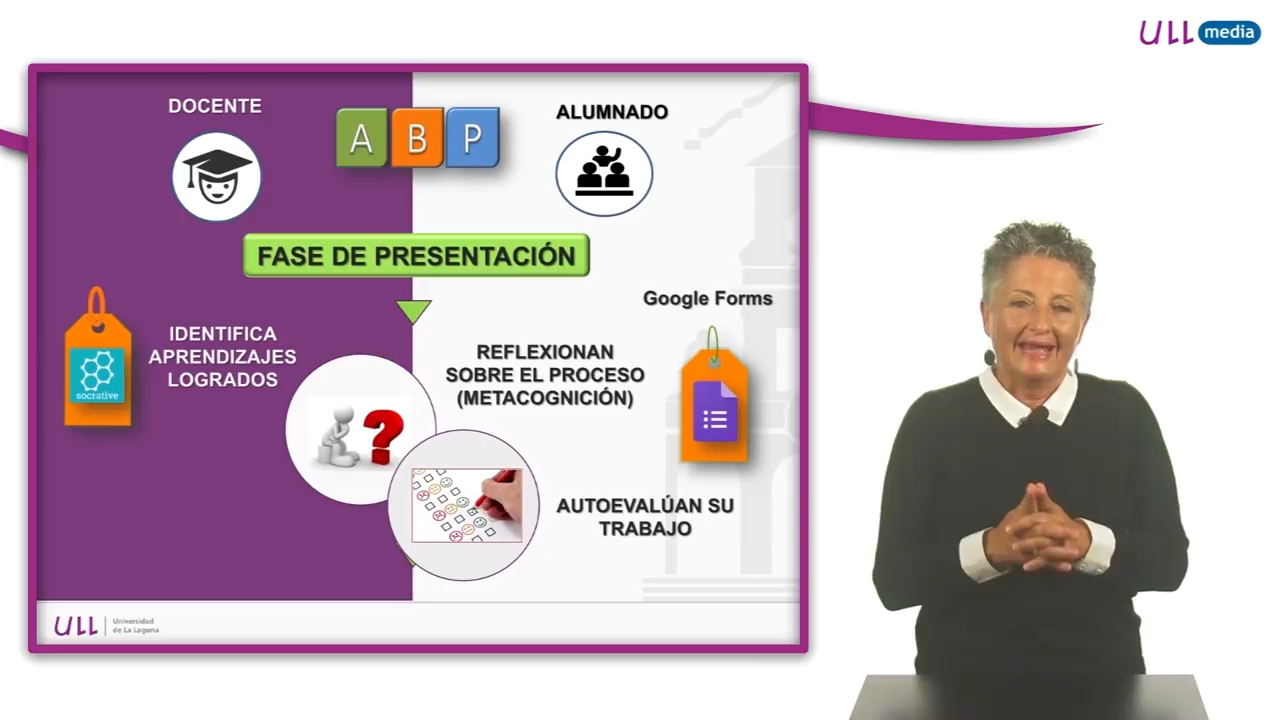 ULL media
DOCENTE
A B P
ALUMNADO
FASE DE PRESENTACIÓN
Google Forms
IDENTIFICA
APRENDIZAJES
LOGRADOS
socrative
REFLEXIONAN
SOBRE EL PROCESO
(METACOGNICIÓN)
?
AUTOEVALÚAN SU
TRABAJO
ULL
Universidad
de La Laguna